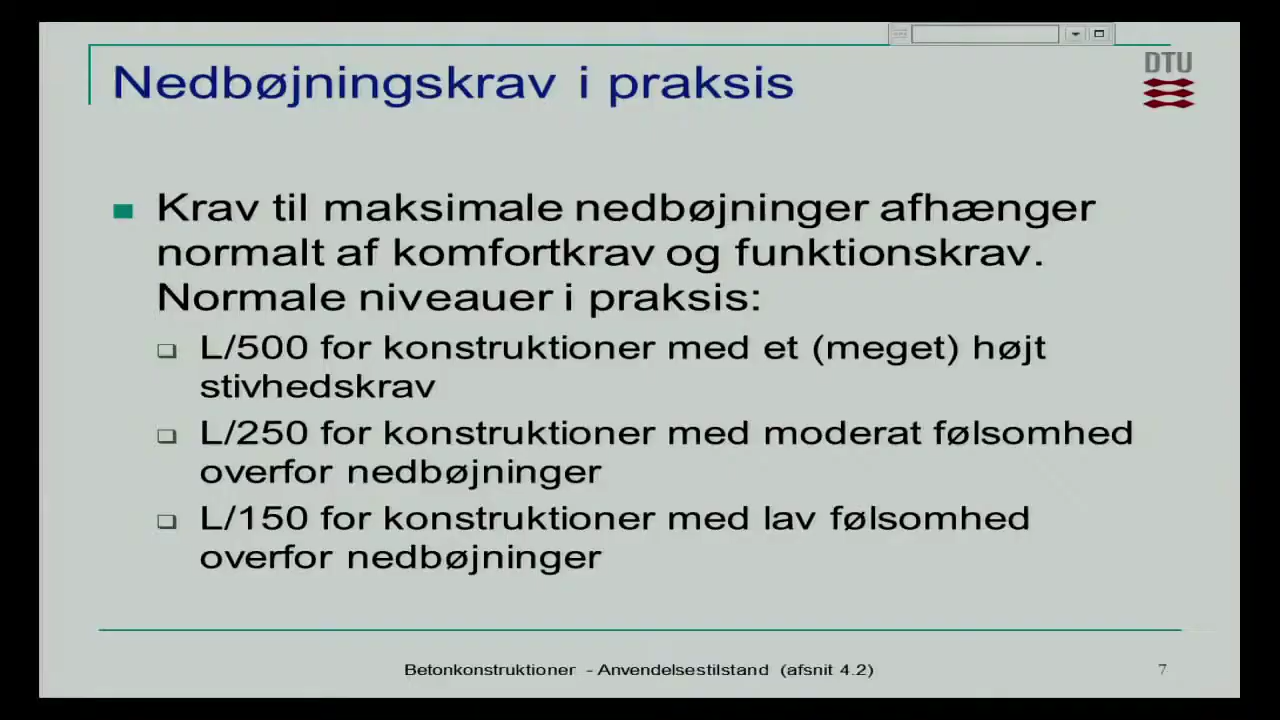 DTU
Nedbøjningskrav i praksis
Krav til maksimale nedbøjninger afhænger
normalt af komfortkrav og funktionskrav.
Normale niveauer i praksis:
L/500 for konstruktioner med et (meget) højt
stivhedskrav
L/250 for konstruktioner med moderat følsomhed
overfor nedbøjninger
L/150 for konstruktioner med lav følsomhed
overfor nedbøjninger
Betonkonstruktioner - Anvendelsestilstand (afsnit 4.2)
7